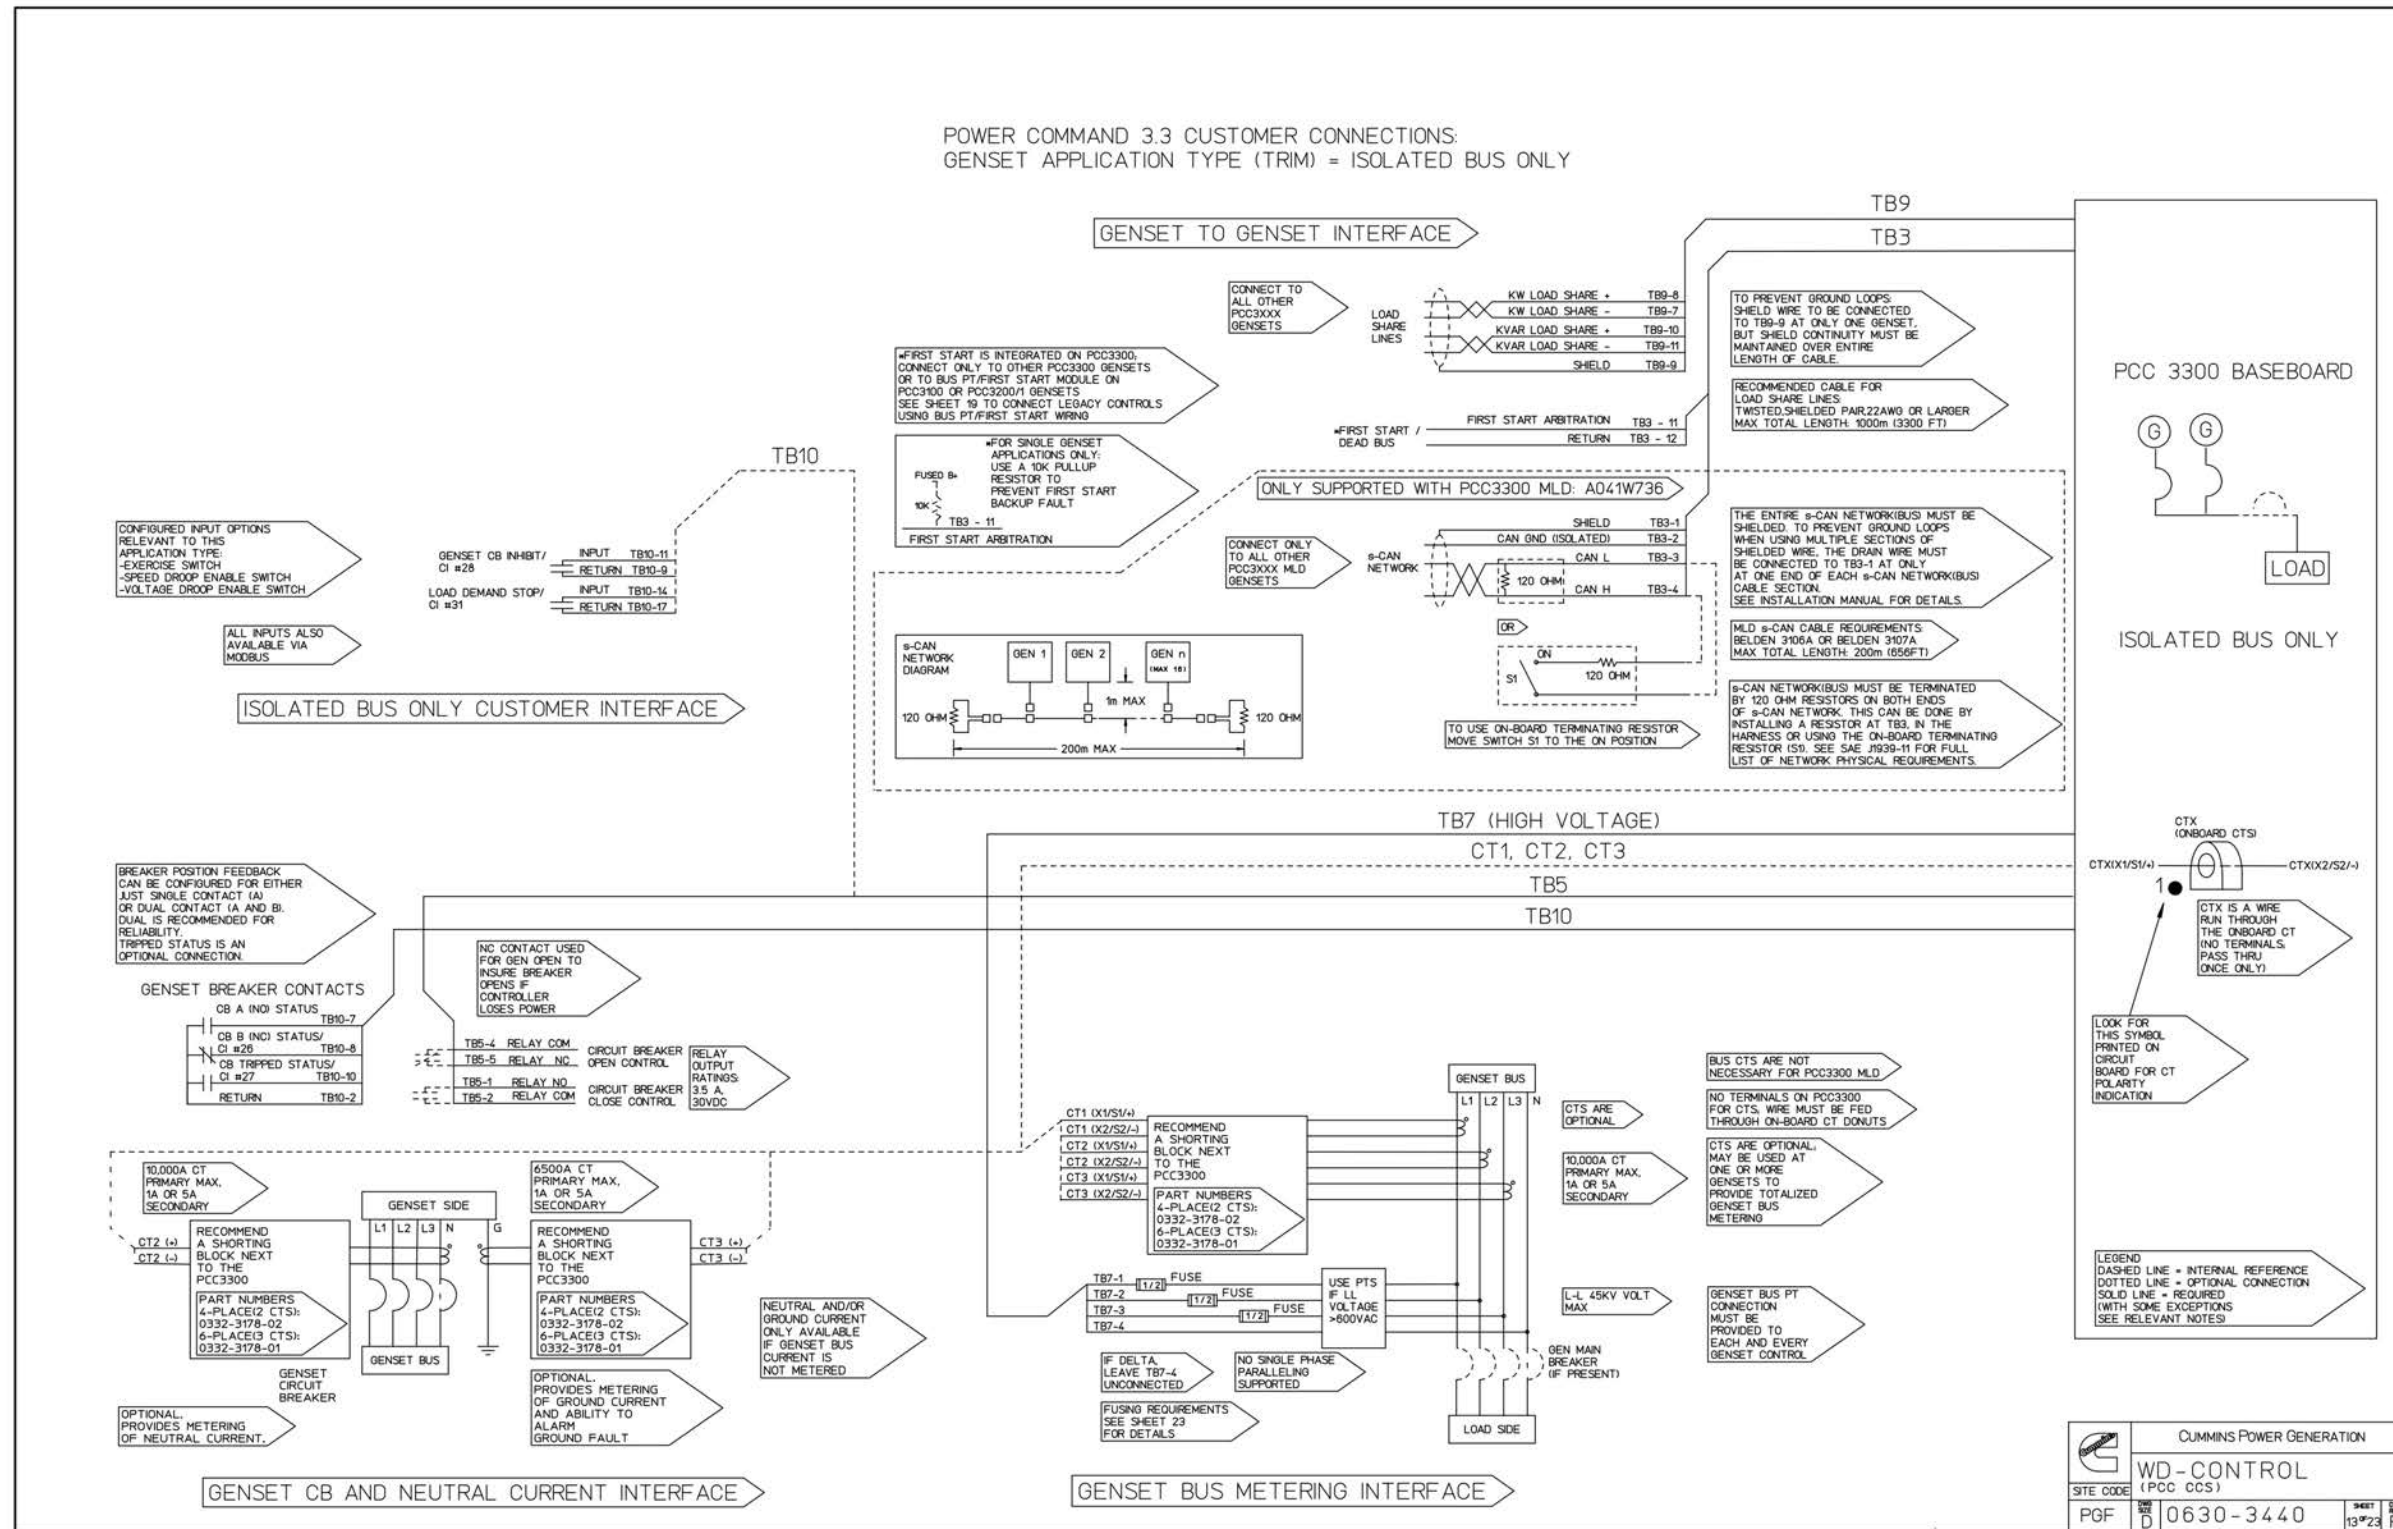 POWER COMMAND 3.3 CUSTOMER CONNECTIONS:
GENSET APPLICATION TYPE (TRIM) = ISOLATED BUS ONLY
GENSET TO GENSET INTERFACE
TB9
TB3
CONNECT TO
ALL OTHER
PCC3XXX
GENSETS
LOAD
SHARE
LINES
KW LOAD SHARE + TB9-8
KW LOAD SHARE - TB9-7
KVAR LOAD SHARE + TB9-10
KVAR LOAD SHARE - TB9-11
SHIELD TB9-9
TO PREVENT GROUND LOOPS:
SHIELD WIRE TO BE CONNECTED
TO TB9-9 AT ONLY ONE GENSET,
BUT SHIELD CONTINUITY MUST BE
MAINTAINED OVER ENTIRE
LENGTH OF CABLE.
RECOMMENDED CABLE FOR
LOAD SHARE LINES:
TWISTED,SHIELDED PAIR,22AWG OR LARGER
MAX TOTAL LENGTH: 1000m (3300 FT)
*FIRST START IS INTEGRATED ON PCC3300;
CONNECT ONLY TO OTHER PCC3300 GENSETS
OR TO BUS PT/FIRST START MODULE ON
PCC3100 OR PCC3200/1 GENSETS
SEE SHEET 19 TO CONNECT LEGACY CONTROLS
USING BUS PT/FIRST START WIRING
*FIRST START /
DEAD BUS
FIRST START ARBITRATION TB3 - 11
RETURN TB3 - 12
*FOR SINGLE GENSET
APPLICATIONS ONLY:
USE A 10K PULLUP
RESISTOR TO
PREVENT FIRST START
BACKUP FAULT
FUSED B+
10K
TB3 - 11
FIRST START ARBITRATION
ONLY SUPPORTED WITH PCC3300 MLD: A041W736
CONNECT ONLY
TO ALL OTHER
PCC3XXX MLD
GENSETS
s-CAN
NETWORK
SHIELD TB3-1
CAN GND (ISOLATED) TB3-2
CAN L TB3-3
120 OHM
CAN H TB3-4
OR
ON
S1
120 OHM
TO USE ON-BOARD TERMINATING RESISTOR
MOVE SWITCH S1 TO THE ON POSITION
THE ENTIRE s-CAN NETWORK(BUS) MUST BE
SHIELDED. TO PREVENT GROUND LOOPS
WHEN USING MULTIPLE SECTIONS OF
SHIELDED WIRE, THE DRAIN WIRE MUST
BE CONNECTED TO TB3-1 AT ONLY
AT ONE END OF EACH s-CAN NETWORK(BUS)
CABLE SECTION.
SEE INSTALLATION MANUAL FOR DETAILS.
MLD s-CAN CABLE REQUIREMENTS:
BELDEN 3106A OR BELDEN 3107A
MAX TOTAL LENGTH: 200m (656FT)
s-CAN NETWORK(BUS) MUST BE TERMINATED
BY 120 OHM RESISTORS ON BOTH ENDS
OF s-CAN NETWORK. THIS CAN BE DONE BY
INSTALLING A RESISTOR AT TB3, IN THE
HARNESS OR USING THE ON-BOARD TERMINATING
RESISTOR (S1). SEE SAE J1939-11 FOR FULL
LIST OF NETWORK PHYSICAL REQUIREMENTS.
s-CAN
NETWORK
DIAGRAM
GEN 1
GEN 2
GEN n
(MAX 16)
1m MAX
120 OHM
120 OHM
200m MAX
TB10
CONFIGURED INPUT OPTIONS
RELEVANT TO THIS
APPLICATION TYPE:
-EXERCISE SWITCH
-SPEED DROOP ENABLE SWITCH
-VOLTAGE DROOP ENABLE SWITCH
ALL INPUTS ALSO
AVAILABLE VIA
MODBUS
GENSET CB INHIBIT/
CI #28
INPUT TB10-11
RETURN TB10-9
LOAD DEMAND STOP/
CI #31
INPUT TB10-14
RETURN TB10-17
ISOLATED BUS ONLY CUSTOMER INTERFACE
PCC 3300 BASEBOARD
G
G
LOAD
ISOLATED BUS ONLY
TB7 (HIGH VOLTAGE)
CT1, CT2, CT3
TB5
TB10
CTX
(ONBOARD CTS)
CTX(X1/S1/+)
CTX(X2/S2/-)
1
CTX IS A WIRE
RUN THROUGH
THE ONBOARD CT
(NO TERMINALS,
PASS THRU
ONCE ONLY)
LOOK FOR
THIS SYMBOL
PRINTED ON
CIRCUIT
BOARD FOR CT
POLARITY
INDICATION
BREAKER POSITION FEEDBACK
CAN BE CONFIGURED FOR EITHER
JUST SINGLE CONTACT (A)
OR DUAL CONTACT (A AND B).
DUAL IS RECOMMENDED FOR
RELIABILITY.
TRIPPED STATUS IS AN
OPTIONAL CONNECTION.
GENSET BREAKER CONTACTS
CB A (NO) STATUS
TB10-7
CB B (NC) STATUS/
CI #26 TB10-8
CB TRIPPED STATUS/
CI #27 TB10-10
RETURN TB10-2
NC CONTACT USED
FOR GEN OPEN TO
INSURE BREAKER
OPENS IF
CONTROLLER
LOSES POWER
TB5-4 RELAY COM
TB5-5 RELAY NC
CIRCUIT BREAKER
OPEN CONTROL
TB5-1 RELAY NO
TB5-2 RELAY COM
CIRCUIT BREAKER
CLOSE CONTROL
RELAY
OUTPUT
RATINGS:
3.5 A,
30VDC
10,000A CT
PRIMARY MAX,
1A OR 5A
SECONDARY
6500A CT
PRIMARY MAX,
1A OR 5A
SECONDARY
GENSET SIDE
L1 L2 L3 N G
CT2 (+)
CT2 (-)
RECOMMEND
A SHORTING
BLOCK NEXT
TO THE
PCC3300
PART NUMBERS
4-PLACE(2 CTS):
0332-3178-02
6-PLACE(3 CTS):
0332-3178-01
RECOMMEND
A SHORTING
BLOCK NEXT
TO THE
PCC3300
PART NUMBERS
4-PLACE(2 CTS):
0332-3178-02
6-PLACE(3 CTS):
0332-3178-01
CT3 (+)
CT3 (-)
GENSET BUS
GENSET
CIRCUIT
BREAKER
OPTIONAL.
PROVIDES METERING
OF NEUTRAL CURRENT.
OPTIONAL.
PROVIDES METERING
OF GROUND CURRENT
AND ABILITY TO
ALARM
GROUND FAULT
NEUTRAL AND/OR
GROUND CURRENT
ONLY AVAILABLE
IF GENSET BUS
CURRENT IS
NOT METERED
GENSET CB AND NEUTRAL CURRENT INTERFACE
GENSET BUS
L1 L2 L3 N
CT1 (X1/S1/+)
CT1 (X2/S2/-)
CT2 (X1/S1/+)
CT2 (X2/S2/-)
CT3 (X1/S1/+)
CT3 (X2/S2/-)
RECOMMEND
A SHORTING
BLOCK NEXT
TO THE
PCC3300
PART NUMBERS
4-PLACE(2 CTS):
0332-3178-02
6-PLACE(3 CTS):
0332-3178-01
CTS ARE
OPTIONAL
10,000A CT
PRIMARY MAX,
1A OR 5A
SECONDARY
BUS CTS ARE NOT
NECESSARY FOR PCC3300 MLD
NO TERMINALS ON PCC3300
FOR CTS, WIRE MUST BE FED
THROUGH ON-BOARD CT DONUTS
CTS ARE OPTIONAL,
MAY BE USED AT
ONE OR MORE
GENSETS TO
PROVIDE TOTALIZED
GENSET BUS
METERING
TB7-1 [1/2] FUSE
TB7-2 [1/2] FUSE
TB7-3 [1/2] FUSE
TB7-4
USE PTS
IF LL
VOLTAGE
>600VAC
L-L 45KV VOLT
MAX
GENSET BUS PT
CONNECTION
MUST BE
PROVIDED TO
EACH AND EVERY
GENSET CONTROL
IF DELTA,
LEAVE TB7-4
UNCONNECTED
NO SINGLE PHASE
PARALLELING
SUPPORTED
GEN MAIN
BREAKER
(IF PRESENT)
FUSING REQUIREMENTS
SEE SHEET 23
FOR DETAILS
LOAD SIDE
GENSET BUS METERING INTERFACE
LEGEND
DASHED LINE = INTERNAL REFERENCE
DOTTED LINE = OPTIONAL CONNECTION
SOLID LINE = REQUIRED
(WITH SOME EXCEPTIONS
SEE RELEVANT NOTES)
CUMMINS POWER GENERATION
WD-CONTROL
(PCC CCS)
SITE CODE
PGF
DWG
SIZE
D
0630-3440
SHEET
13 OF 23